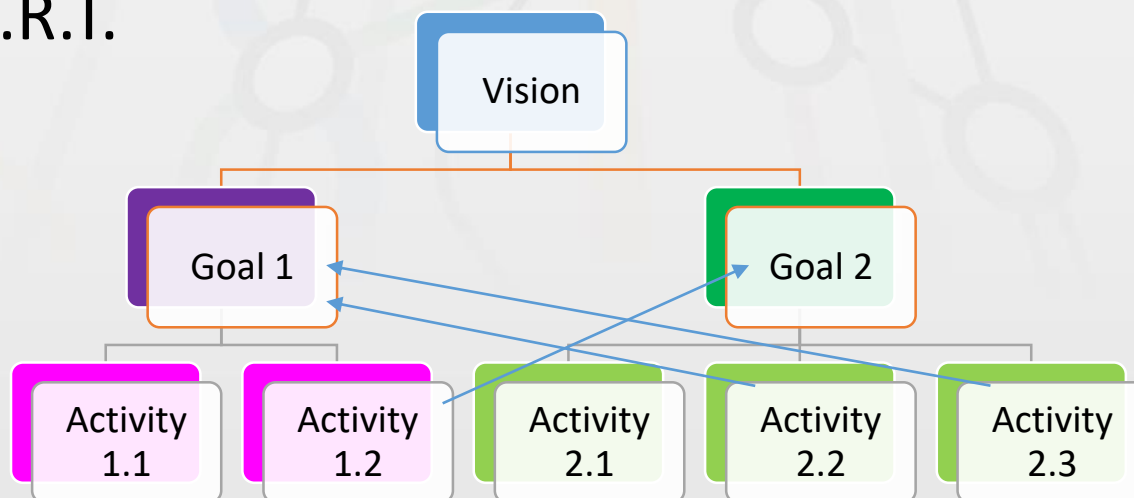 .R.T.
Vision
Goal 1
Goal 2
Activity
1.1
Activity
1.2
Activity
2.1
Activity
2.2
Activity
2.3